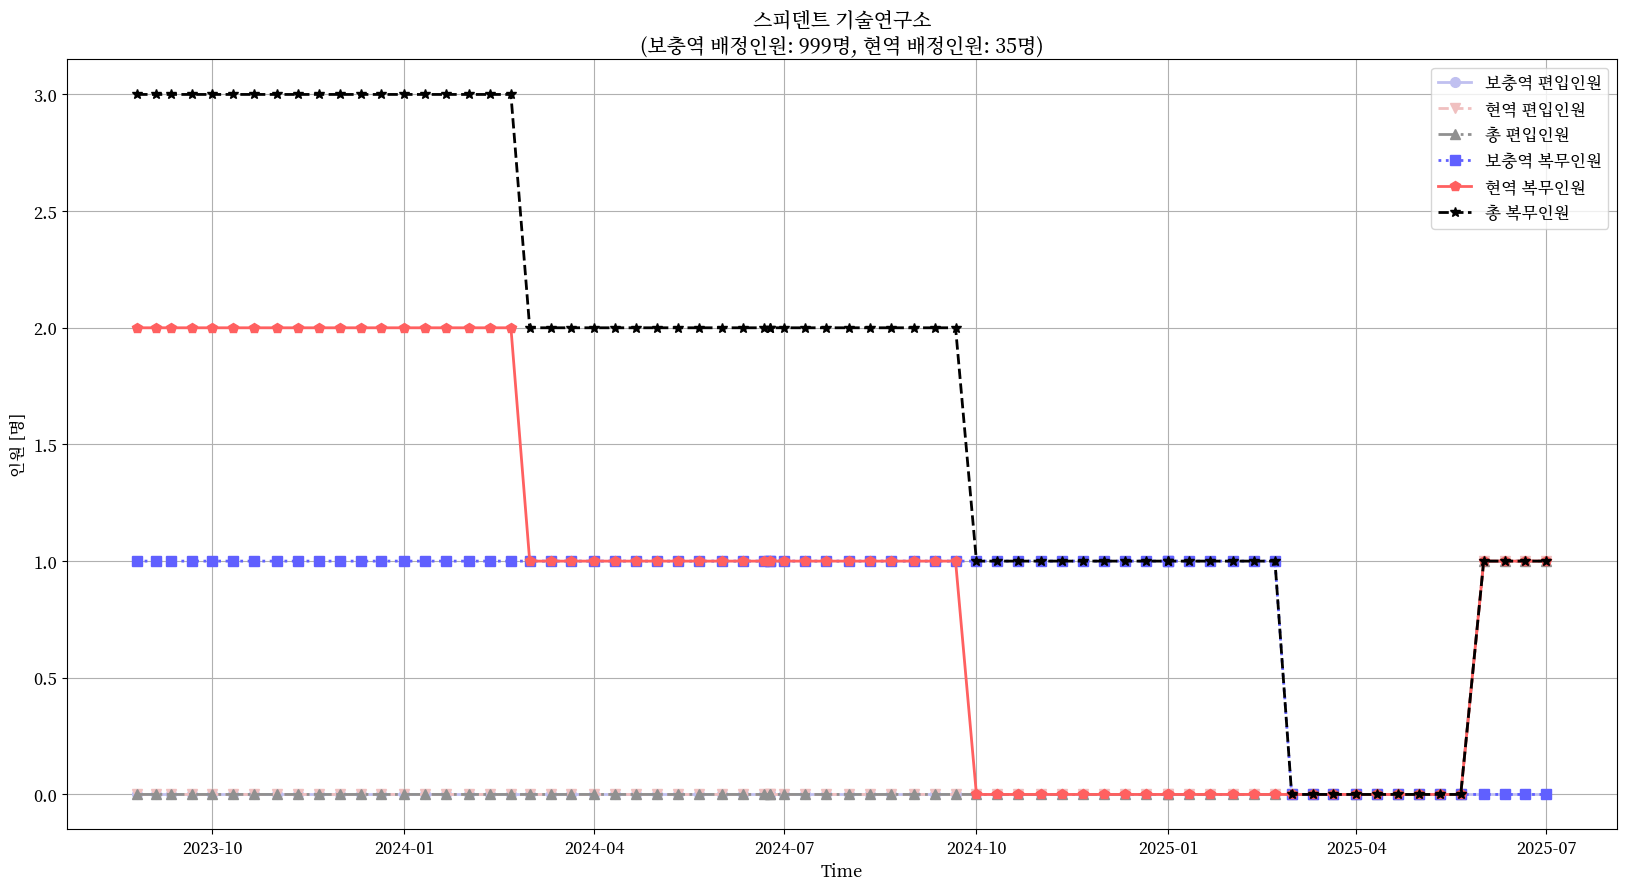 스피덴트 기술연구소
(보충역 배정인원: 999명, 현역 배정인원: 35명)
보충역 편입인원
현역 편입인원
총 편입인원
보충역 복무인원
현역 복무인원
총 복무인원
3.0
2.5
2.0
1.5
1.0
0.5
0.0
인원 [명]
2023-10
2024-01
2024-04
2024-07
2024-10
2025-01
2025-04
2025-07
Time